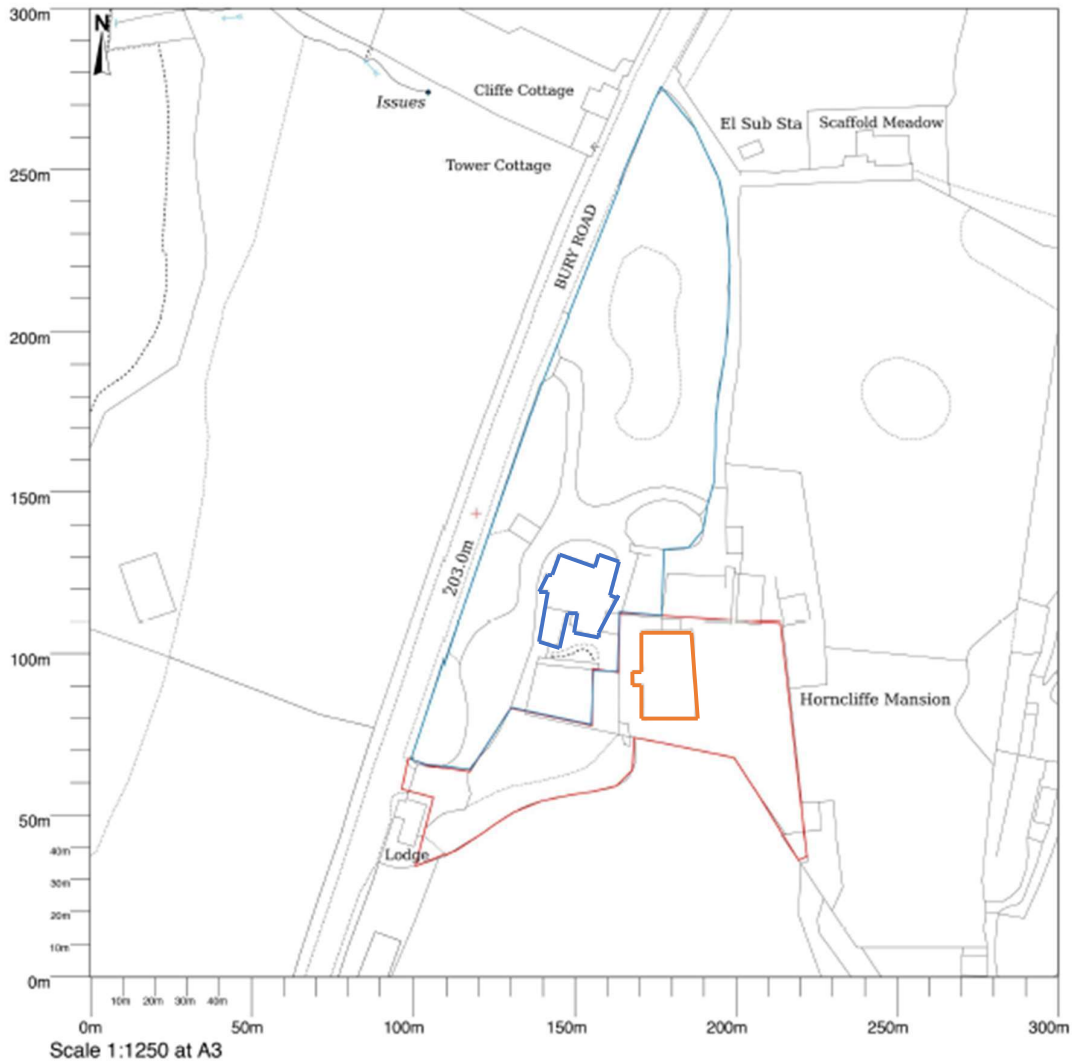 300m
N
Cliffe Cottage
Issues
El Sub Sta
Scaffold Meadow
Tower Cottage
250m
BURY ROAD
200m
150m
203.0m
100m
Horncliffe Mansion
50m
40m
Lodge
30m
20m
10m
0m
10m 20m 30m 40m
0m 50m 100m 150m 200m 250m 300m
Scale 1:1250 at A3